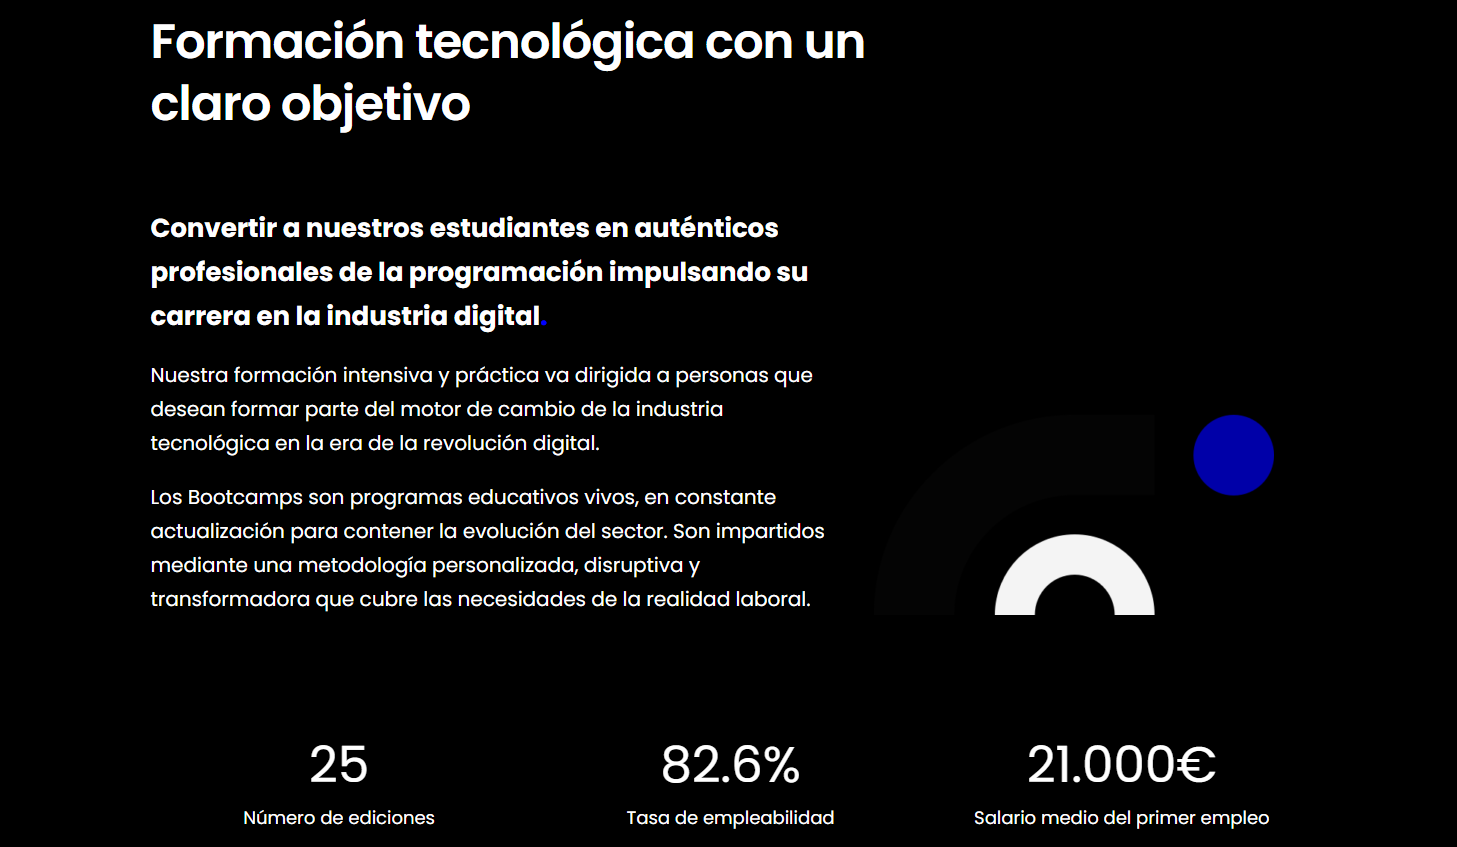 Formación tecnológica con un
claro objetivo
Convertir a nuestros estudiantes en auténticos
profesionales de la programación impulsando su
carrera en la industria digital.
Nuestra formación intensiva y práctica va dirigida a personas que
desean formar parte del motor de cambio de la industria
tecnológica en la era de la revolución digital.
Los Bootcamps son programas educativos vivos, en constante
actualización para contener la evolución del sector. Son impartidos
mediante una metodología personalizada, disruptiva y
transformadora que cubre las necesidades de la realidad laboral.
25
Número de ediciones
82.6%
Tasa de empleabilidad
21.000€
Salario medio del primer empleo